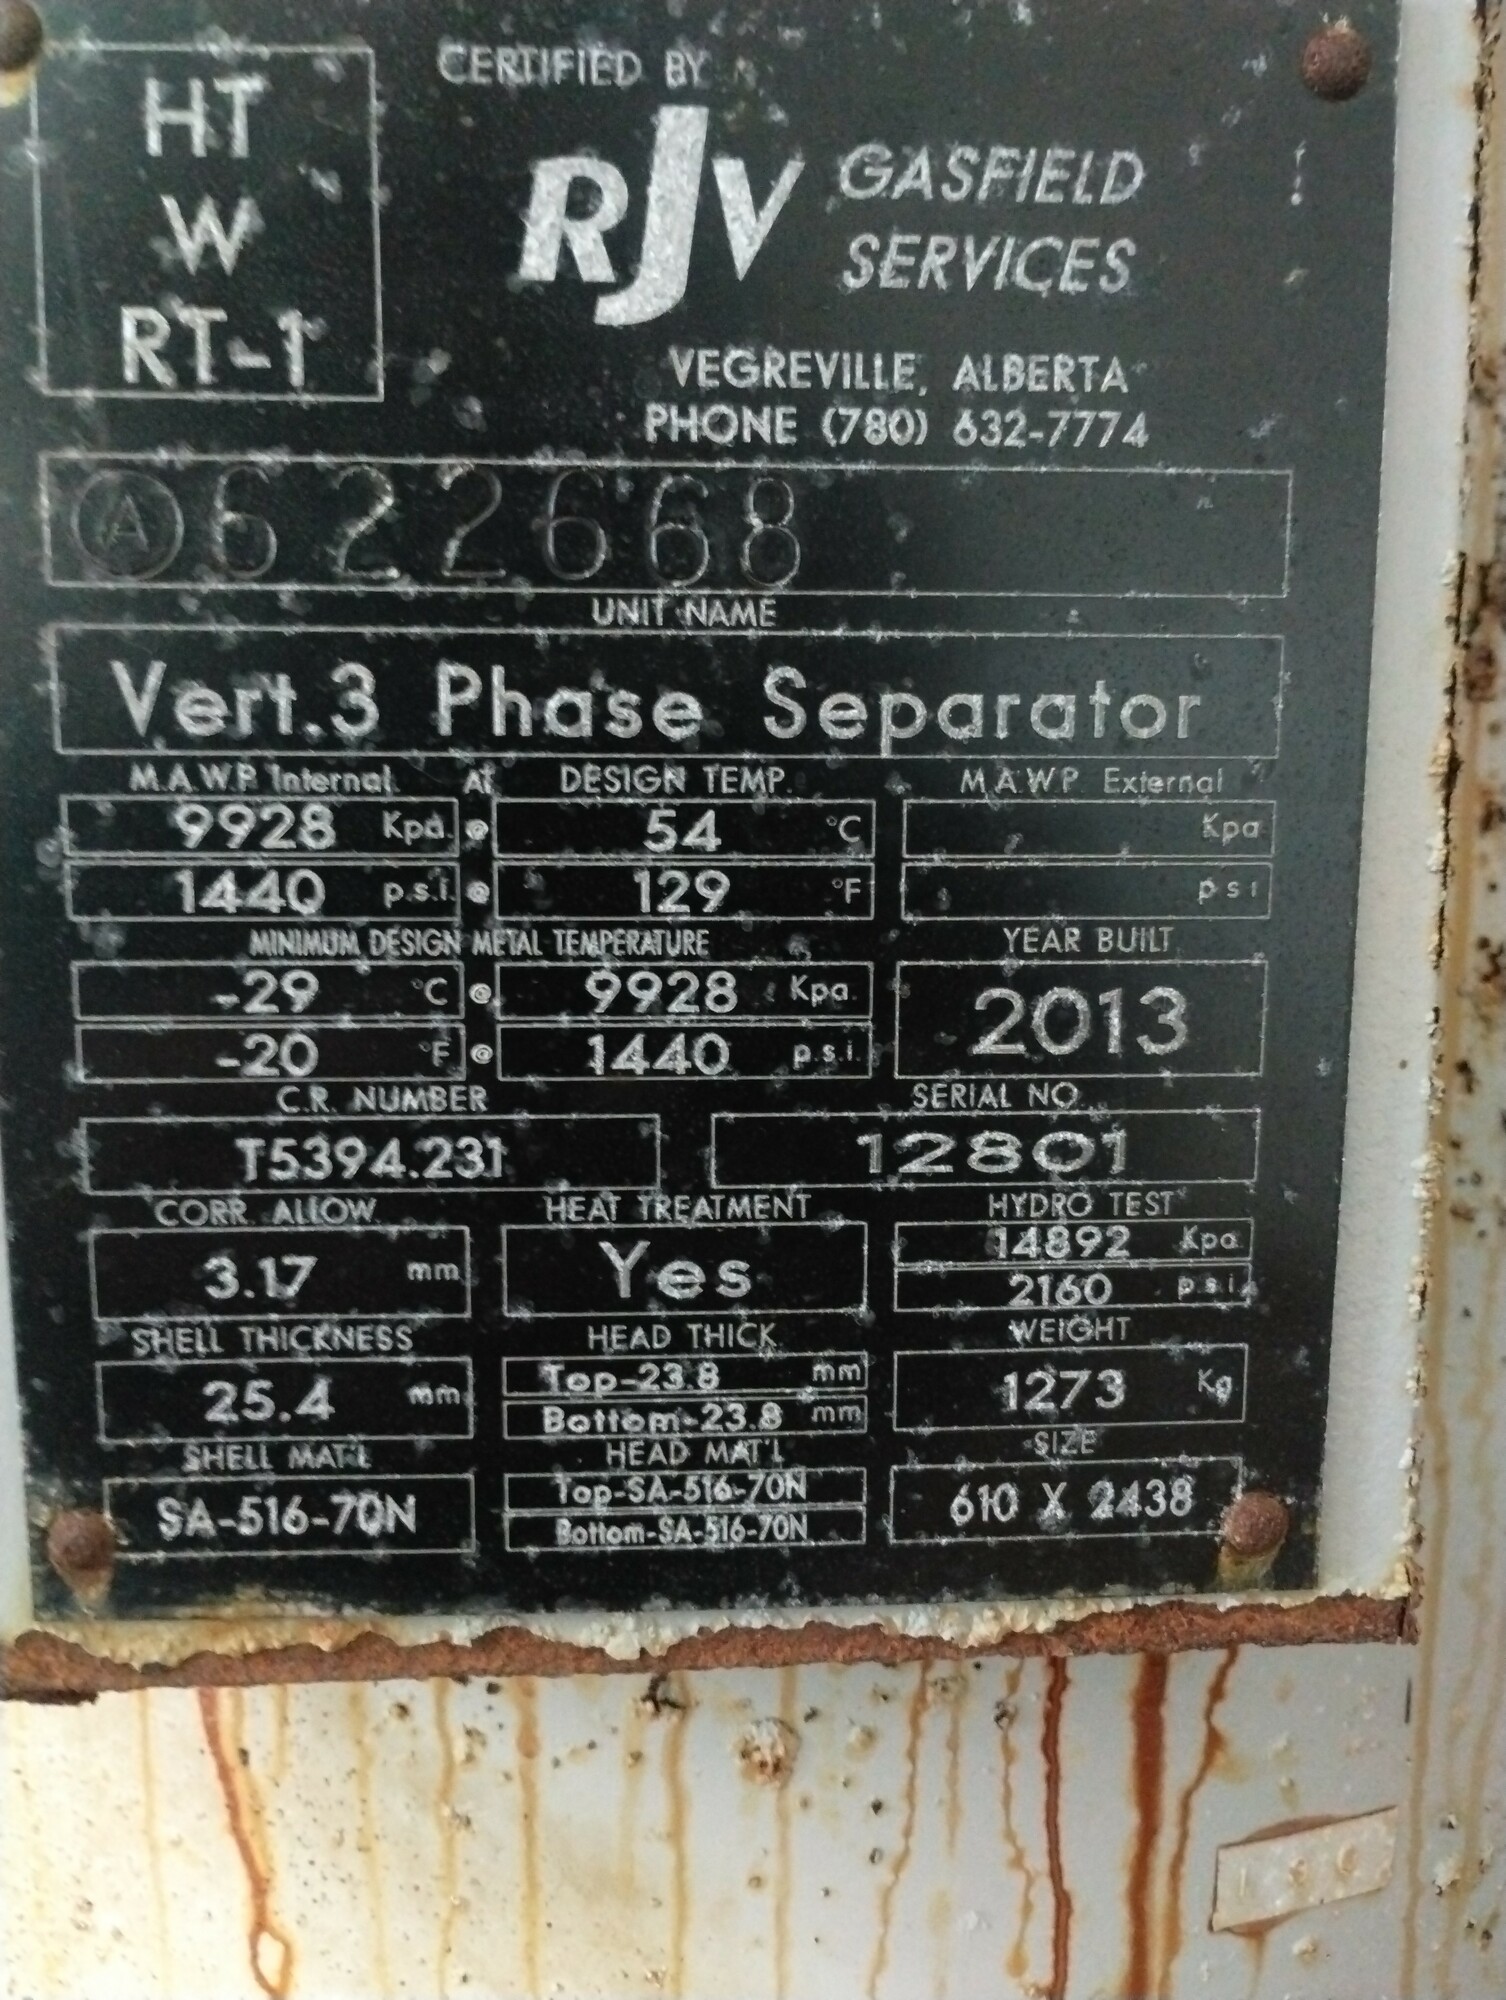 HT
W
RT-1
CERTIFIED BY
RJV GASFIELD
SERVICES
VEGREVILLE, ALBERTA
PHONE (780) 632-7774
A 622668
UNIT NAME
Vert.3 Phase Separator
M.A.W.P. Internal At DESIGN TEMP. M.A.W.P. External
9928 Kpa. @ 54 °C Kpa
1440 p.s.i. @ 129 °F psi
MINIMUM DESIGN METAL TEMPERATURE YEAR BUILT
-29 °C @ 9928 Kpa. 2013
-20 °F @ 1440 p.s.i.
C.R. NUMBER SERIAL NO.
T5394.231 12801
CORR. ALLOW. HEAT TREATMENT HYDRO TEST
3.17 mm Yes 14892 Kpa
2160 p.s.i.
SHELL THICKNESS HEAD THICK. WEIGHT
25.4 mm Top-23.8 mm 1273 Kg
Bottom-23.8 mm
SHELL MAT'L HEAD MAT'L SIZE
SA-516-70N Top-SA-516-70N 610 X 2438
Bottom-SA-516-70N